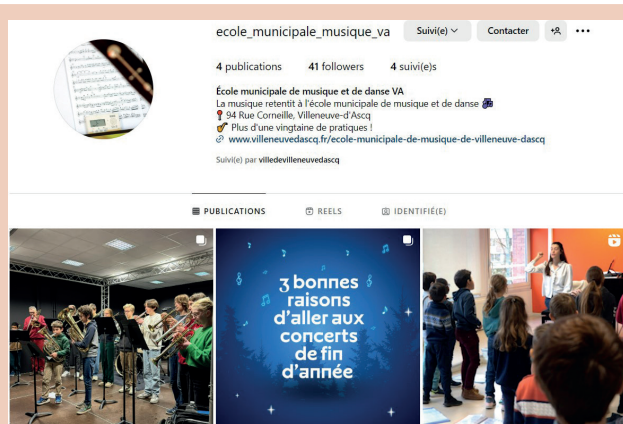 ecole_municipale_musique_va Suivi(e) Contacter
4 publications 41 followers 4 suivi(e)s
École municipale de musique et de danse VA
La musique retentit à l'école municipale de musique et de danse
94 Rue Corneille, Villeneuve-d'Ascq
Plus d'une vingtaine de pratiques !
www.villeneuvedascq.fr/ecole-municipale-de-musique-de-villeneuve-dascq
Suivi(e) par villedevilleneuvedascq
PUBLICATIONS REELS IDENTIFIÉ(E)
3 bonnes
raisons
d'aller aux
concerts
de fin
d'année